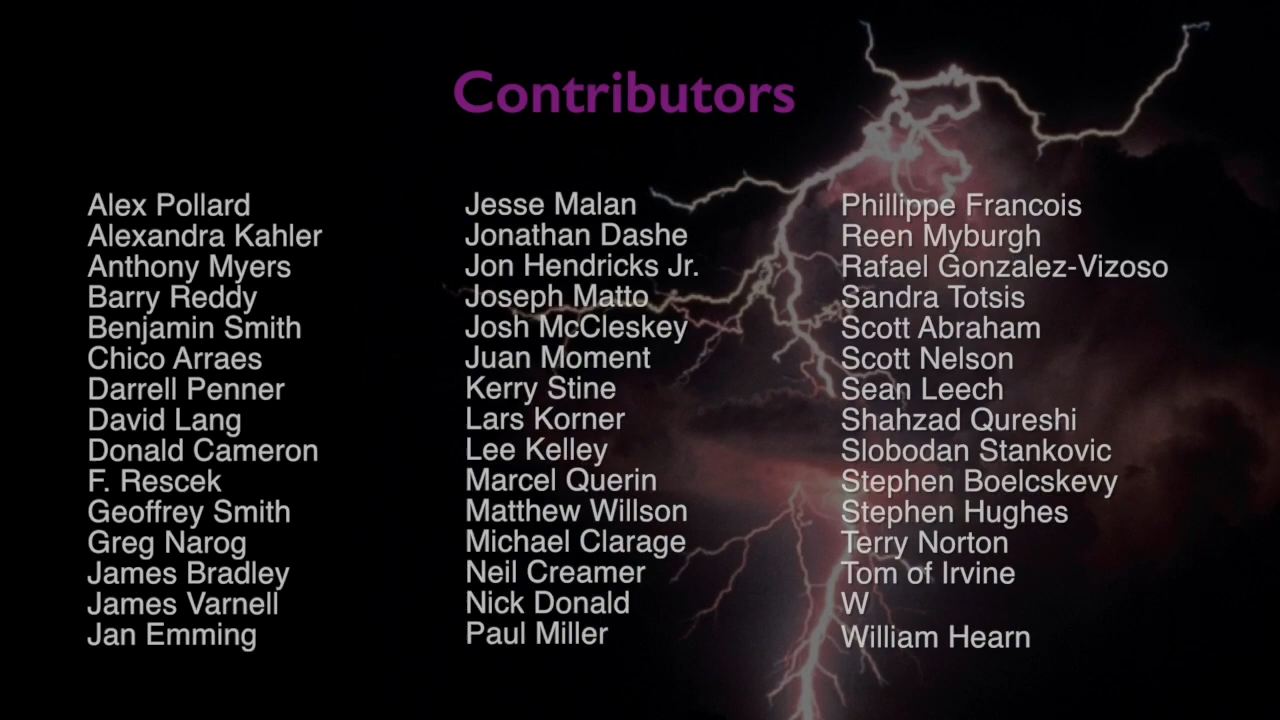 Contributors
Alex Pollard
Alexandra Kahler
Anthony Myers
Barry Reddy
Benjamin Smith
Chico Arraes
Darrell Penner
David Lang
Donald Cameron
F. Rescek
Geoffrey Smith
Greg Narog
James Bradley
James Varnell
Jan Emming
Jesse Malan
Jonathan Dashe
Jon Hendricks Jr.
Joseph Matto
Josh McCleskey
Juan Moment
Kerry Stine
Lars Korner
Lee Kelley
Marcel Querin
Matthew Willson
Michael Clarage
Neil Creamer
Nick Donald
Paul Miller
Phillippe Francois
Reen Myburgh
Rafael Gonzalez-Vizoso
Sandra Totsis
Scott Abraham
Scott Nelson
Sean Leech
Shahzad Qureshi
Slobodan Stankovic
Stephen Boelcskevy
Stephen Hughes
Terry Norton
Tom of Irvine
W
William Hearn